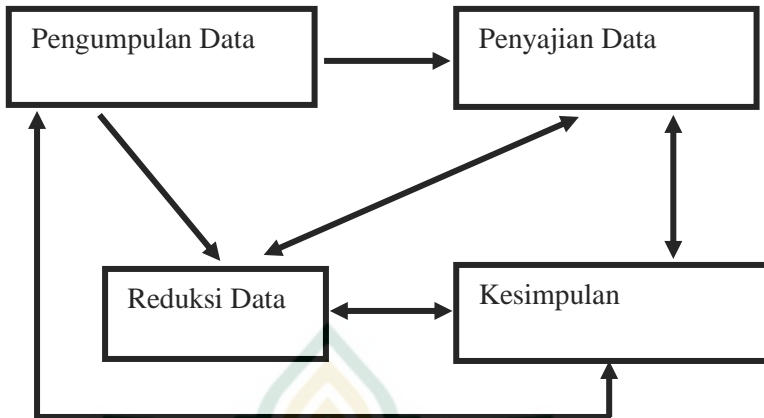 Pengumpulan Data
Penyajian Data
Reduksi Data
Kesimpulan